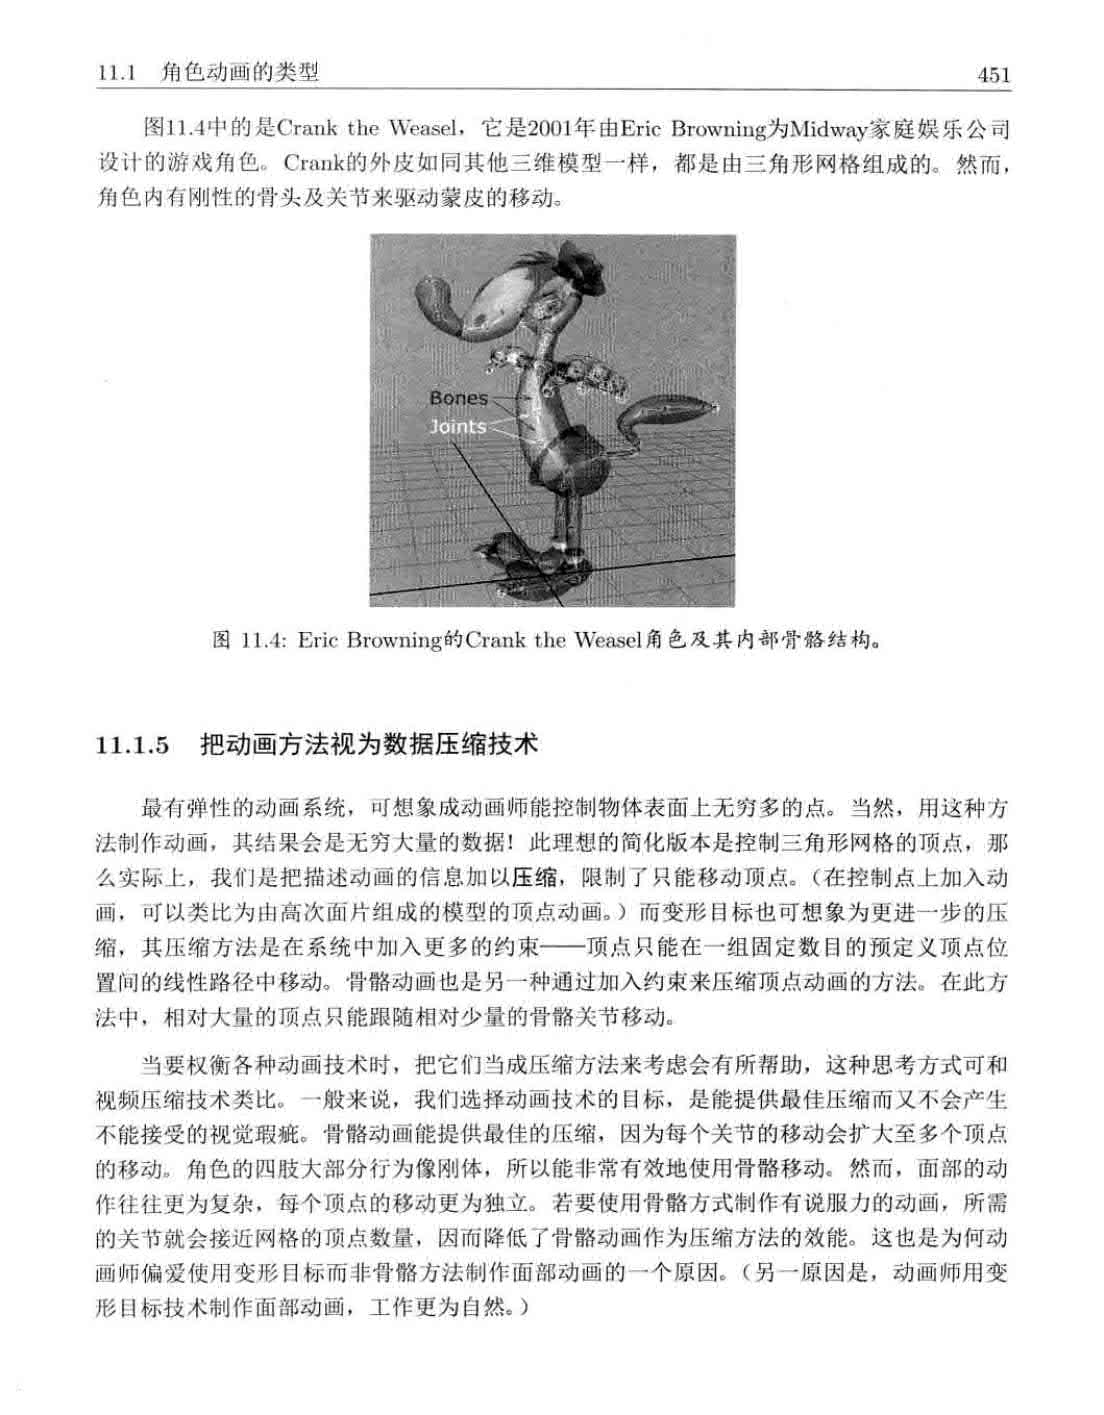 11.1 角色动画的类型 451
图11.4中的是Crank the Weasel，它是2001年由Eric Browning为Midway家庭娱乐公司
设计的游戏角色。Crank的外皮如同其他三维模型一样，都是由三角形网格组成的。然而，
角色内有刚性的骨头及关节来驱动蒙皮的移动。
Bones
Joints
图 11.4: Eric Browning的Crank the Weasel角色及其内部骨骼结构。
11.1.5 把动画方法视为数据压缩技术
最有弹性的动画系统，可想象成动画师能控制物体表面上无穷多的点。当然，用这种方
法制作动画，其结果会是无穷大量的数据！此理想的简化版本是控制三角形网格的顶点，那
么实际上，我们是把描述动画的信息加以压缩，限制了只能移动顶点。（在控制点上加入动
画，可以类比为由高次面片组成的模型的顶点动画。）而变形目标也可想象为更进一步的压
缩，其压缩方法是在系统中加入更多的约束——顶点只能在一组固定数目的预定义顶点位
置间的线性路径中移动。骨骼动画也是另一种通过加入约束来压缩顶点动画的方法。在此方
法中，相对大量的顶点只能跟随相对少量的骨骼关节移动。
当要权衡各种动画技术时，把它们当成压缩方法来考虑会有所帮助，这种思考方式可和
视频压缩技术类比。一般来说，我们选择动画技术的目标，是能提供最佳压缩而又不会产生
不能接受的视觉瑕疵。骨骼动画能提供最佳的压缩，因为每个关节的移动会扩大至多个顶点
的移动。角色的四肢大部分行为像刚体，所以能非常有效地使用骨骼移动。然而，面部的动
作往往更为复杂，每个顶点的移动更为独立。若要使用骨骼方式制作有说服力的动画，所需
的关节就会接近网格的顶点数量，因而降低了骨骼动画作为压缩方法的效能。这也是为何动
画师偏爱使用变形目标而非骨骼方法制作面部动画的一个原因。（另一原因是，动画师用变
形目标技术制作面部动画，工作更为自然。）